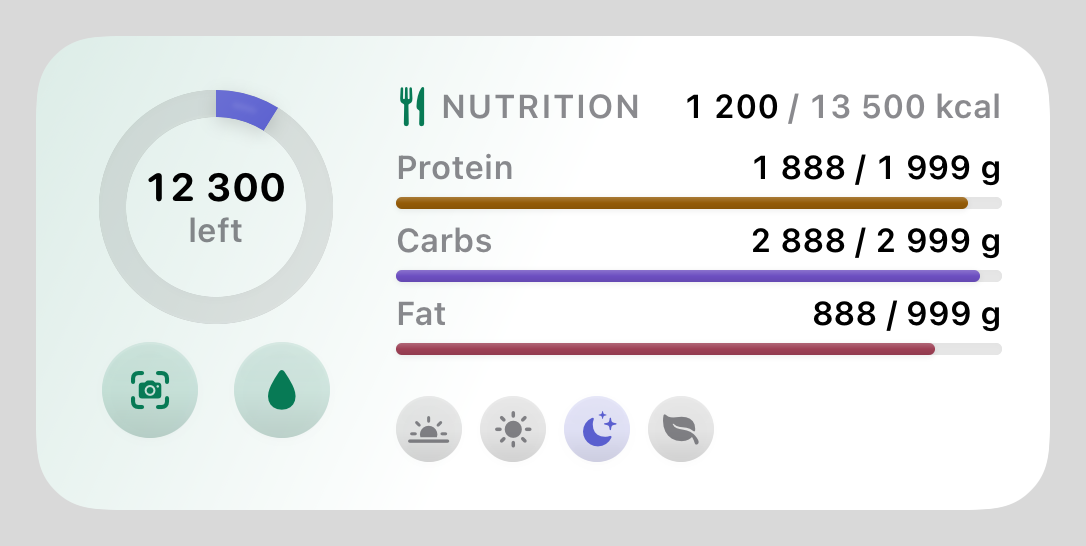 12 300
left
NUTRITION 1 200 / 13 500 kcal
Protein 1 888 / 1 999 g
Carbs 2 888 / 2 999 g
Fat 888 / 999 g